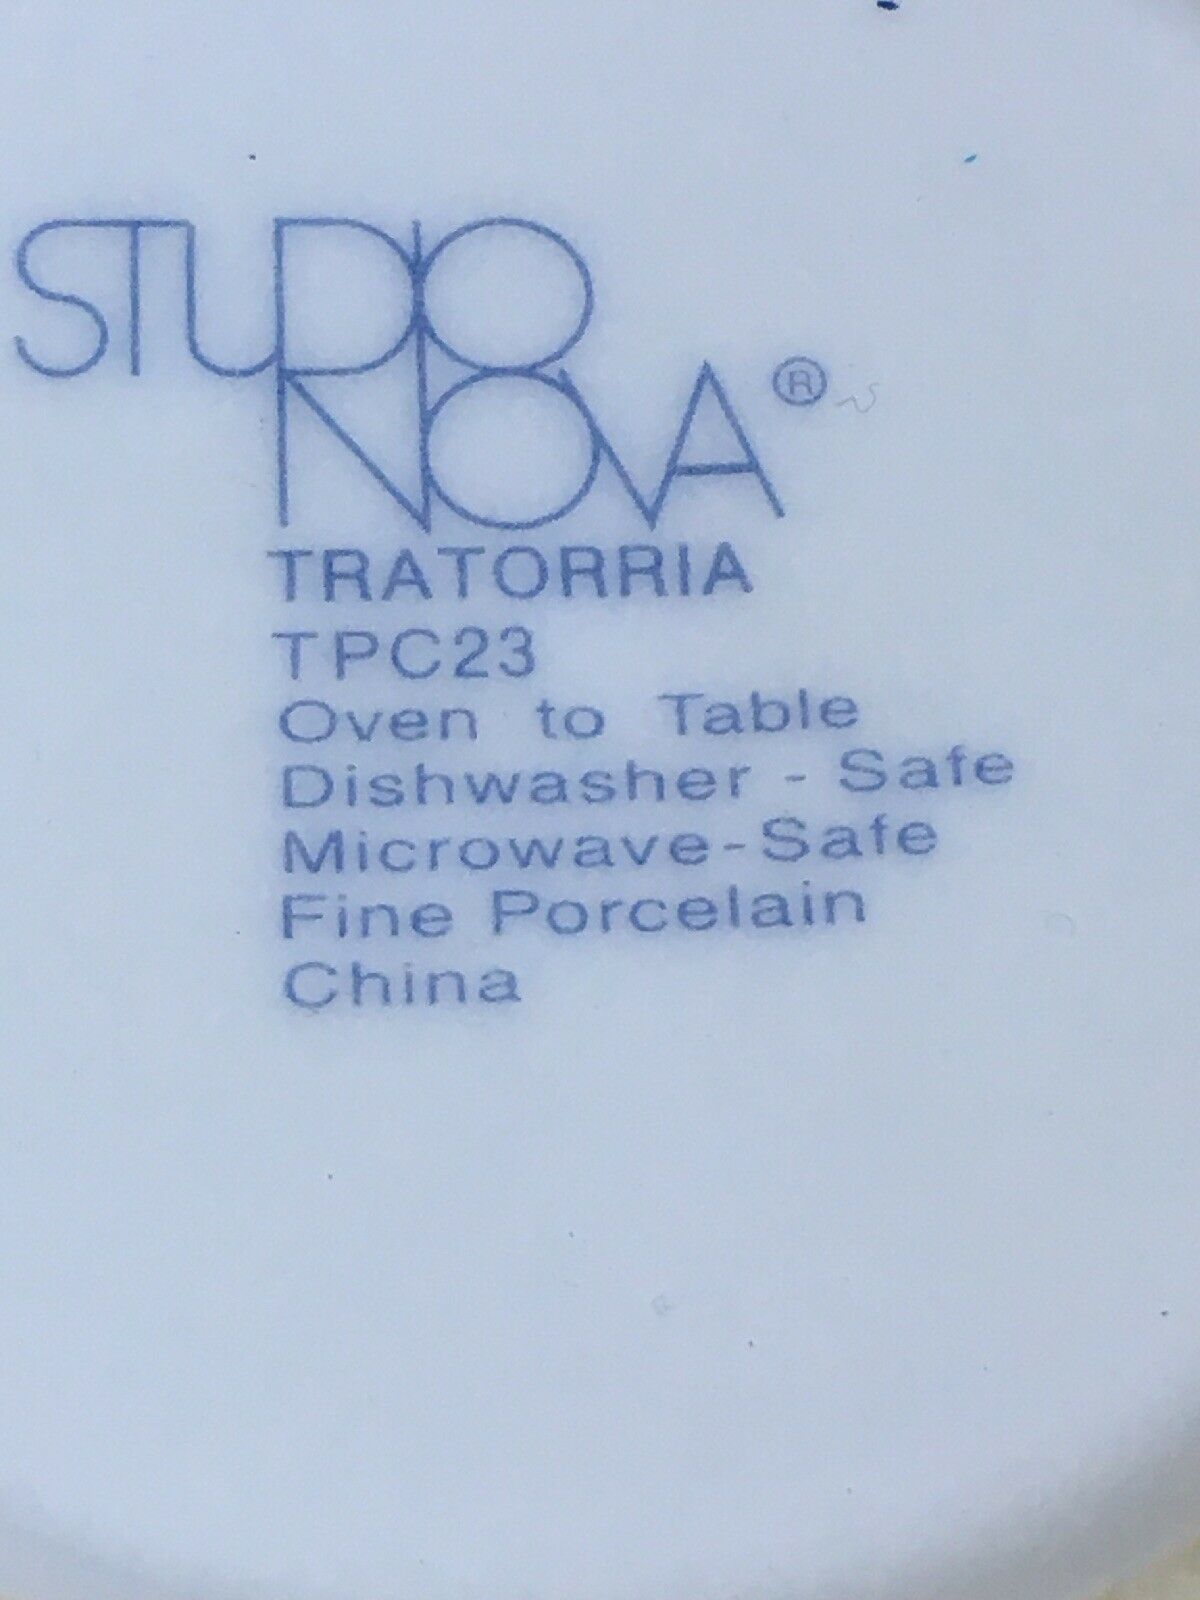 STUDIO
NOVA ®
TRATORRIA
TPC23
Oven to Table
Dishwasher - Safe
Microwave-Safe
Fine Porcelain
China